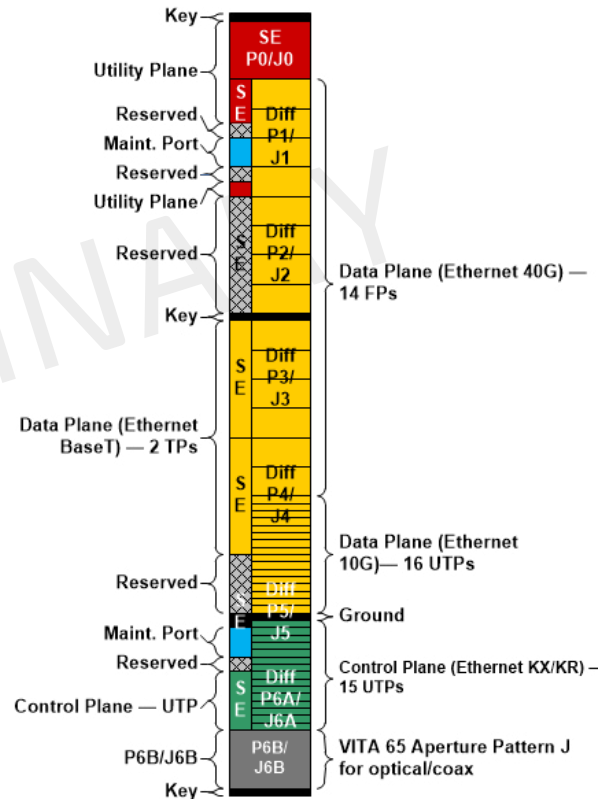 Key
SE
P0/J0
Utility Plane
S
E
Diff
P1/
J1
Reserved
Maint. Port
Reserved
Utility Plane
Reserved
S
E
Diff
P2/
J2
Data Plane (Ethernet 40G) —
14 FPs
Key
S
E
Diff
P3/
J3
Data Plane (Ethernet
BaseT) — 2 TPs
S
E
Diff
P4/
J4
Data Plane (Ethernet
10G)— 16 UTPs
Reserved
S
E
Diff
P5/
J5
Ground
Maint. Port
Reserved
Control Plane (Ethernet KX/KR) –
15 UTPs
Control Plane — UTP
S
E
Diff
P6A/
J6A
P6B/J6B
P6B/
J6B
VITA 65 Aperture Pattern J
for optical/coax
Key